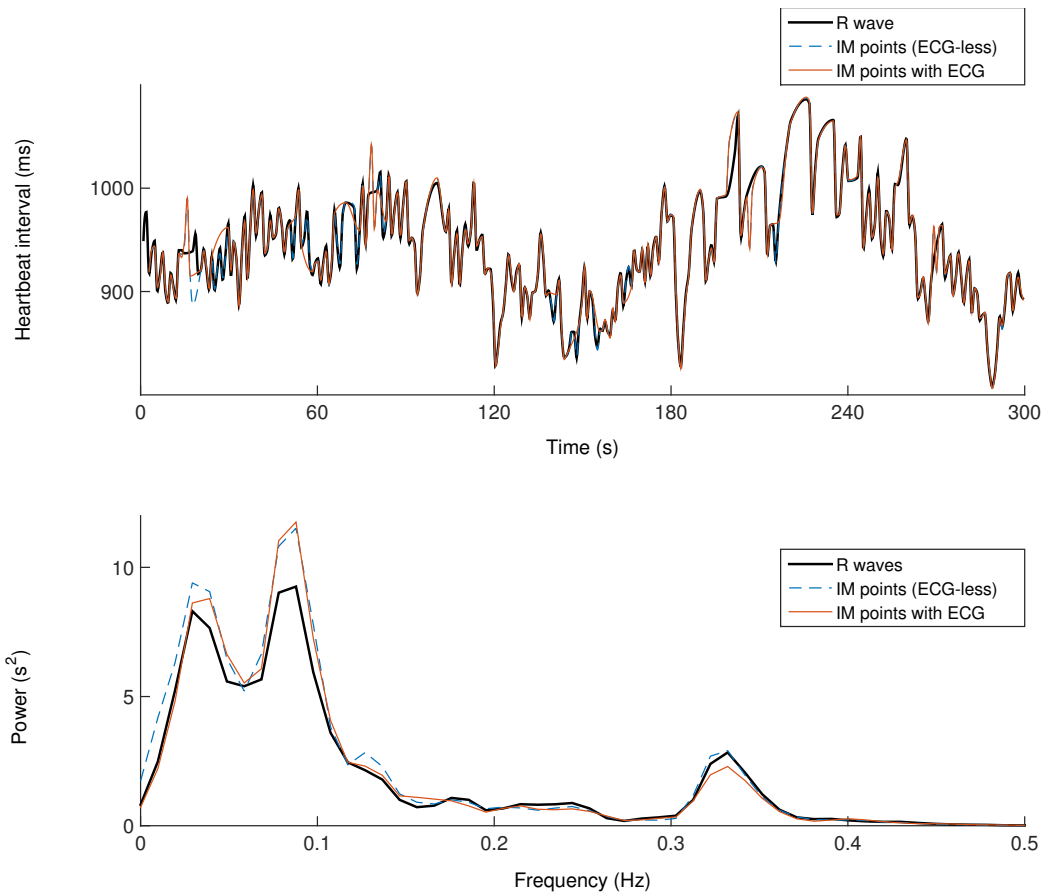 R wave
IM points (ECG-less)
IM points with ECG
Heartbeat interval (ms)
1000
900
0 60 120 180 240 300
Time (s)
R waves
IM points (ECG-less)
IM points with ECG
Power (s²)
10
5
0
0 0.1 0.2 0.3 0.4 0.5
Frequency (Hz)